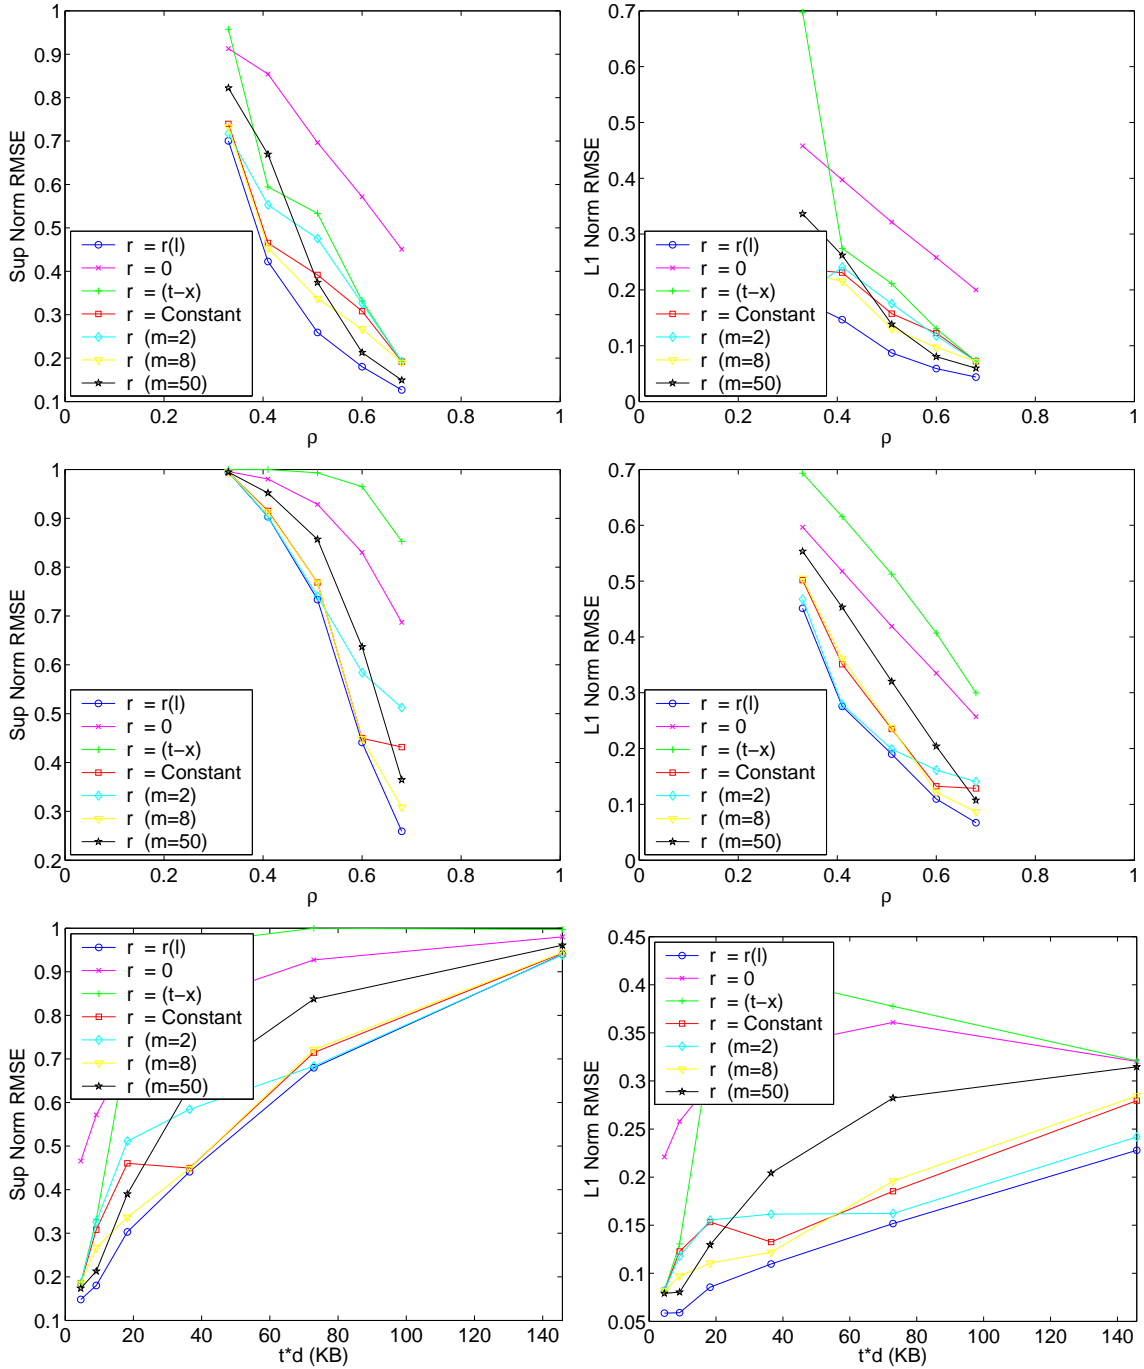 1
0.9
0.8
0.7
0.6
0.5
0.4
0.3
0.2
0.1
0 0.2 0.4 0.6 0.8 1
ρ
Sup Norm RMSE
r = r(l)
r = 0
r = (t−x)
r = Constant
r (m=2)
r (m=8)
r (m=50)
0.7
0.6
0.5
0.4
0.3
0.2
0.1
0
0 0.2 0.4 0.6 0.8 1
ρ
L1 Norm RMSE
r = r(l)
r = 0
r = (t−x)
r = Constant
r (m=2)
r (m=8)
r (m=50)
1
0.9
0.8
0.7
0.6
0.5
0.4
0.3
0.2
0 0.2 0.4 0.6 0.8 1
ρ
Sup Norm RMSE
r = r(l)
r = 0
r = (t−x)
r = Constant
r (m=2)
r (m=8)
r (m=50)
0.7
0.6
0.5
0.4
0.3
0.2
0.1
0
0 0.2 0.4 0.6 0.8 1
ρ
L1 Norm RMSE
r = r(l)
r = 0
r = (t−x)
r = Constant
r (m=2)
r (m=8)
r (m=50)
1
0.9
0.8
0.7
0.6
0.5
0.4
0.3
0.2
0.1
0 20 40 60 80 100 120 140
t*d (KB)
Sup Norm RMSE
r = r(l)
r = 0
r = (t−x)
r = Constant
r (m=2)
r (m=8)
r (m=50)
0.45
0.4
0.35
0.3
0.25
0.2
0.15
0.1
0.05
0 20 40 60 80 100 120 140
t*d (KB)
L1 Norm RMSE
r = r(l)
r = 0
r = (t−x)
r = Constant
r (m=2)
r (m=8)
r (m=50)